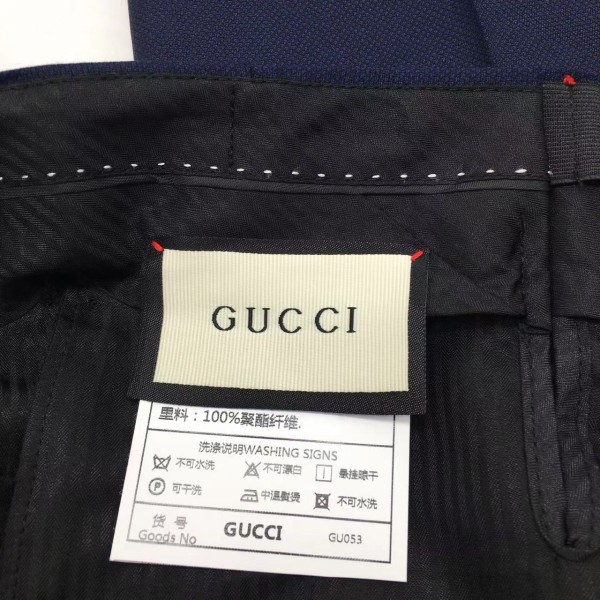 GUCCI
里料：100%聚酯纤维.
洗涤说明WASHING SIGNS
不可水洗 不可漂白 悬挂晾干
P 可干洗 中温熨烫 不可水洗
货号 GUCCI GU053
Goods No